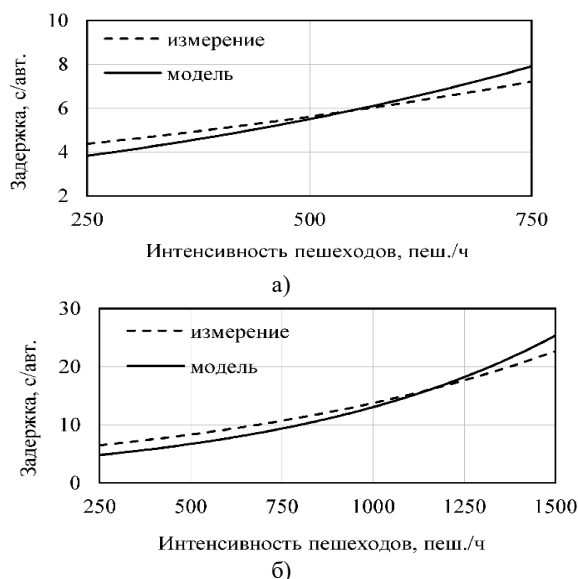 10
8
6
4
2
измерение
модель
Задержка, с/авт.
250 500 750
Интенсивность пешеходов, пеш./ч
а)
30
20
10
0
измерение
модель
Задержка, с/авт.
250 500 750 1000 1250 1500
Интенсивность пешеходов, пеш./ч
б)